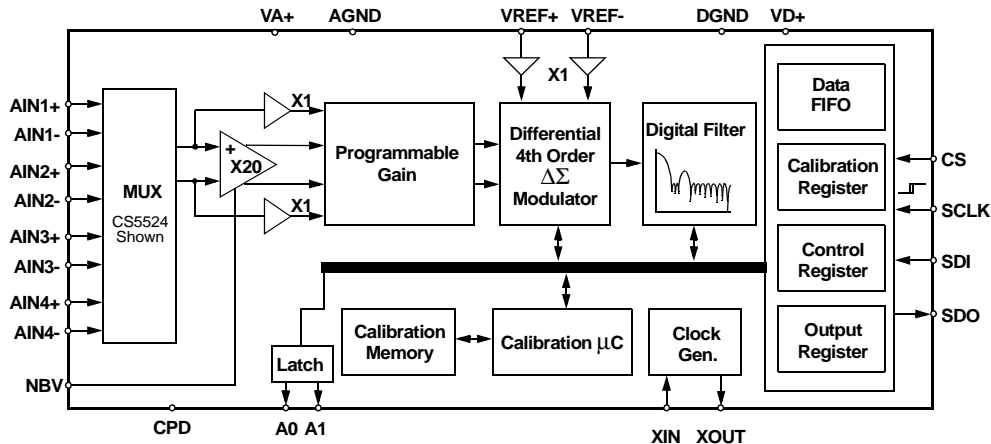 VA+ AGND VREF+ VREF- DGND VD+
X1
AIN1+
AIN1-
AIN2+
AIN2-
AIN3+
AIN3-
AIN4+
AIN4-
NBV
MUX
CS5524
Shown
X1
+
X20
X1
Programmable
Gain
Differential
4th Order
ΔΣ
Modulator
Digital Filter
Data
FIFO
Calibration
Register
Control
Register
Output
Register
CS
SCLK
SDI
SDO
Latch
Calibration
Memory
Calibration μC
Clock
Gen.
CPD A0 A1 XIN XOUT